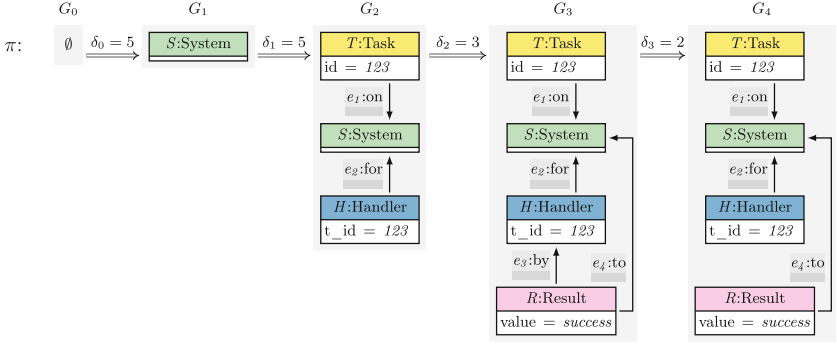 G₀ G₁ G₂ G₃ G₄
π: ∅ δ₀ = 5 S:System δ₁ = 5 T:Task δ₂ = 3 T:Task δ₃ = 2 T:Task
id = 123 id = 123 id = 123
e₁:on e₁:on e₁:on
S:System S:System S:System
e₂:for e₂:for e₂:for
H:Handler H:Handler H:Handler
t_id = 123 t_id = 123 t_id = 123
e₃:by e₄:to e₄:to
R:Result R:Result
value = success value = success